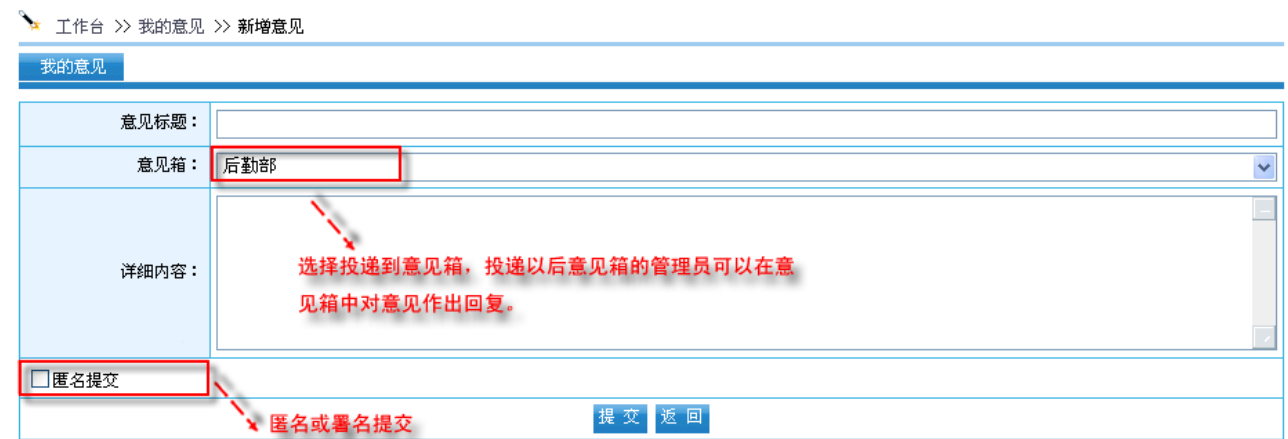 工作台 >> 我的意见 >> 新增意见
我的意见
意见标题：
意见箱：
后勤部
详细内容：
选择投递到意见箱，投递以后意见箱的管理员可以在意
见箱中对意见作出回复。
匿名提交
匿名或署名提交
提 交 返 回